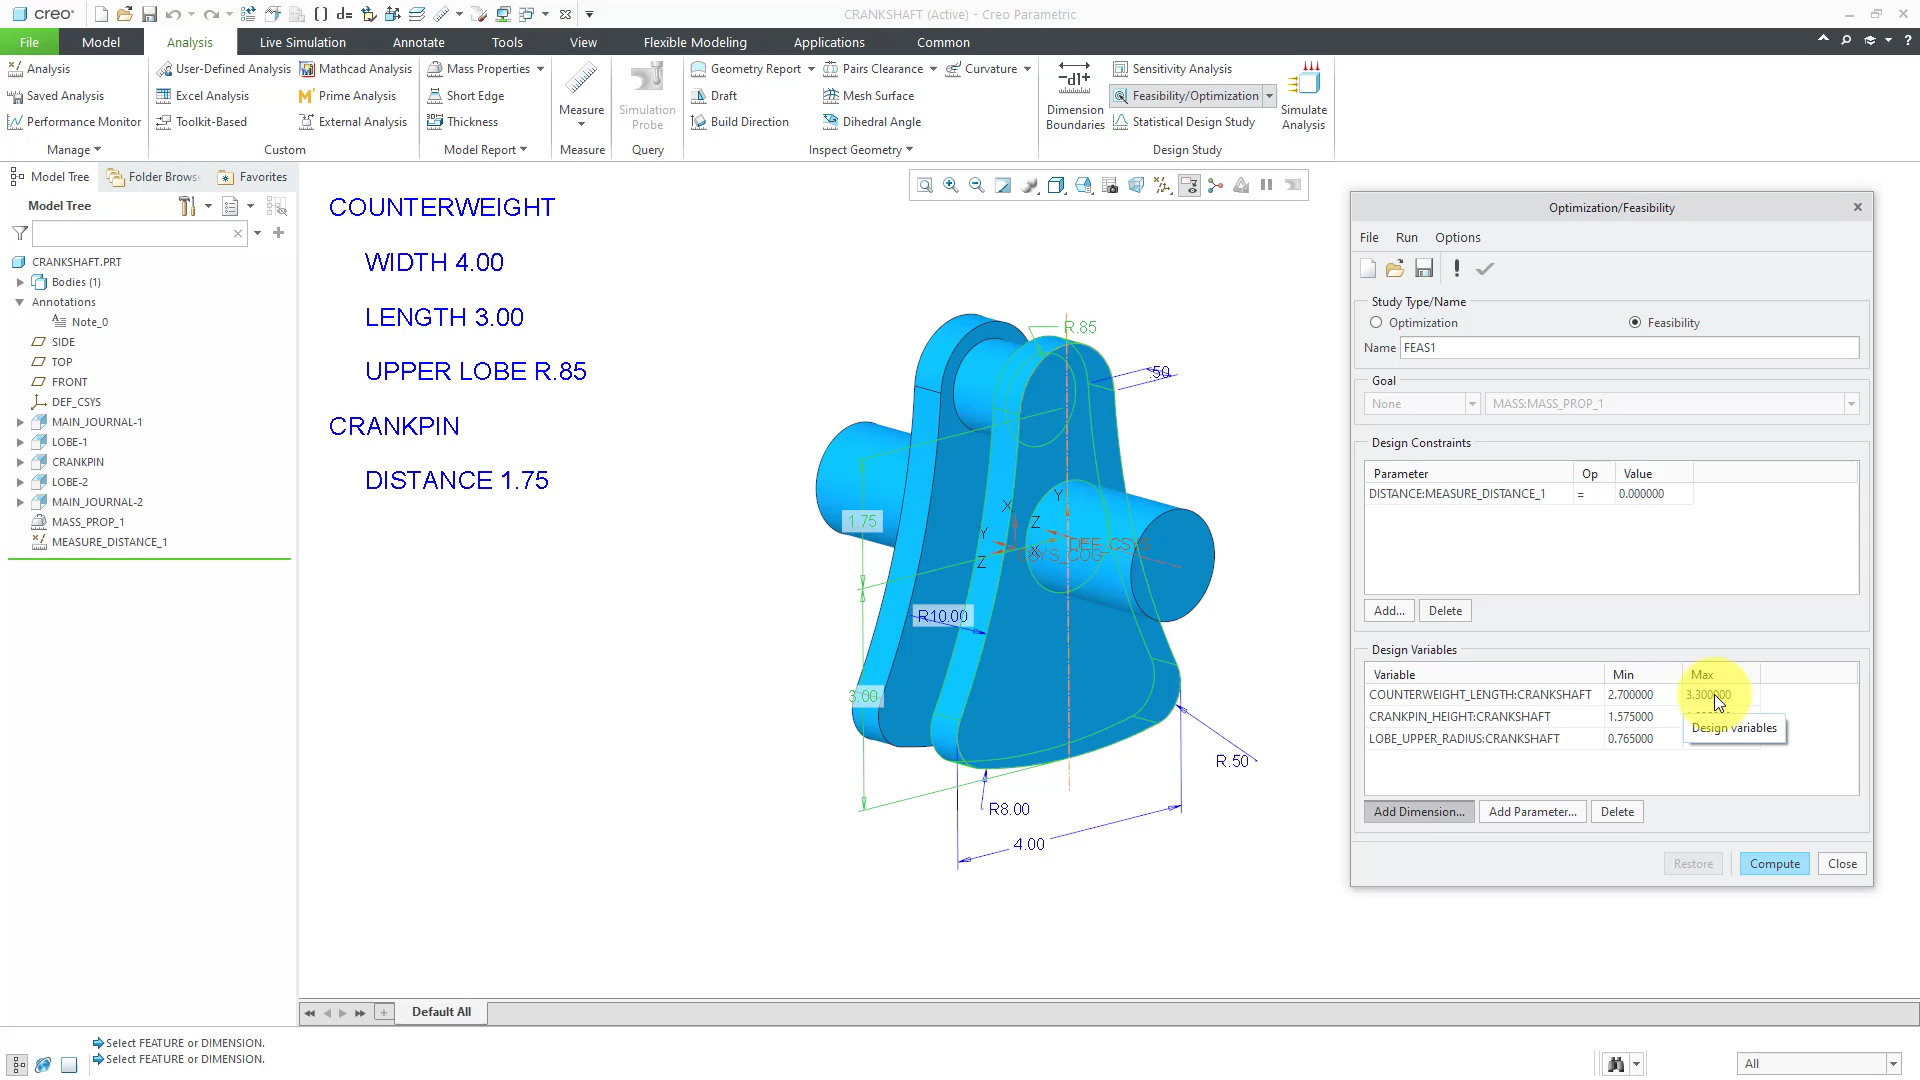 creo
CRANKSHAFT (Active) - Creo Parametric
File
Model
Analysis
Live Simulation
Annotate
Tools
View
Flexible Modeling
Applications
Common
Analysis
User-Defined Analysis
Mathcad Analysis
Mass Properties
Geometry Report
Pairs Clearance
Curvature
Sensitivity Analysis
Saved Analysis
Excel Analysis
Prime Analysis
Short Edge
Measure
Simulation
Probe
Draft
Mesh Surface
Dimension
Boundaries
Feasibility/Optimization
Simulate
Analysis
Performance Monitor
Toolkit-Based
External Analysis
Thickness
Build Direction
Dihedral Angle
Statistical Design Study
Manage
Custom
Model Report
Measure
Query
Inspect Geometry
Design Study
Model Tree
Folder Brows
Favorites
Model Tree
CRANKSHAFT.PRT
Bodies (1)
Annotations
Note_0
SIDE
TOP
FRONT
DEF_CSYS
MAIN_JOURNAL-1
LOBE-1
CRANKPIN
LOBE-2
MAIN_JOURNAL-2
MASS_PROP_1
MEASURE_DISTANCE_1
COUNTERWEIGHT
WIDTH 4.00
LENGTH 3.00
UPPER LOBE R.85
CRANKPIN
DISTANCE 1.75
R.85
.50
1.75
X
Y
Z
Y
DEF_CSYS
X
CSYS_COG
Z
R10.00
3.00
R.50
R8.00
4.00
Optimization/Feasibility
File
Run
Options
Study Type/Name
Optimization
Feasibility
Name
FEAS1
Goal
None
MASS:MASS_PROP_1
Design Constraints
Parameter
Op
Value
DISTANCE:MEASURE_DISTANCE_1
=
0.000000
Add...
Delete
Design Variables
Variable
Min
Max
COUNTERWEIGHT_LENGTH:CRANKSHAFT
2.700000
3.300000
CRANKPIN_HEIGHT:CRANKSHAFT
1.575000
Design variables
LOBE_UPPER_RADIUS:CRANKSHAFT
0.765000
Add Dimension...
Add Parameter...
Delete
Restore
Compute
Close
Default All
Select FEATURE or DIMENSION.
Select FEATURE or DIMENSION.
All